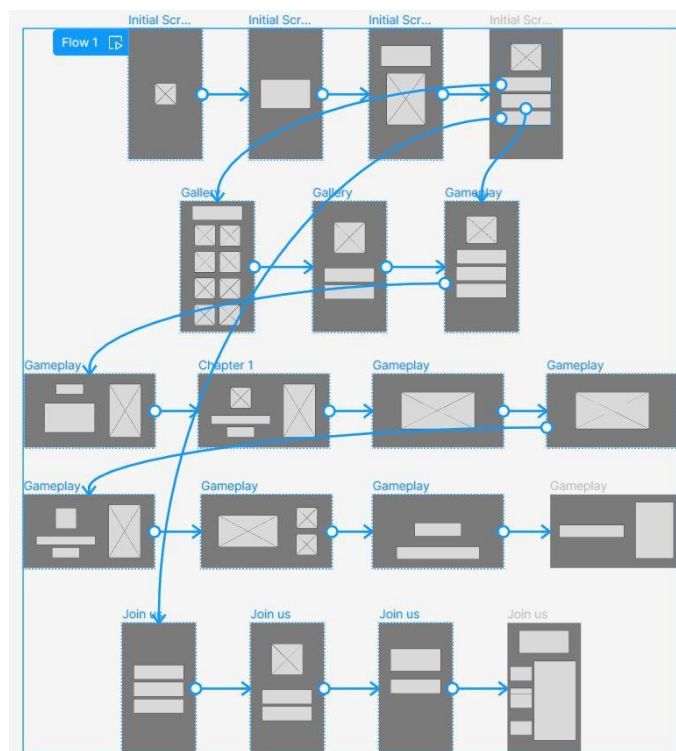 Initial Scr...
Initial Scr...
Initial Scr...
Initial Scr...
Flow 1
Gallery
Gallery
Gameplay
Gameplay
Chapter 1
Gameplay
Gameplay
Gameplay
Gameplay
Gameplay
Gameplay
Join us
Join us
Join us
Join us